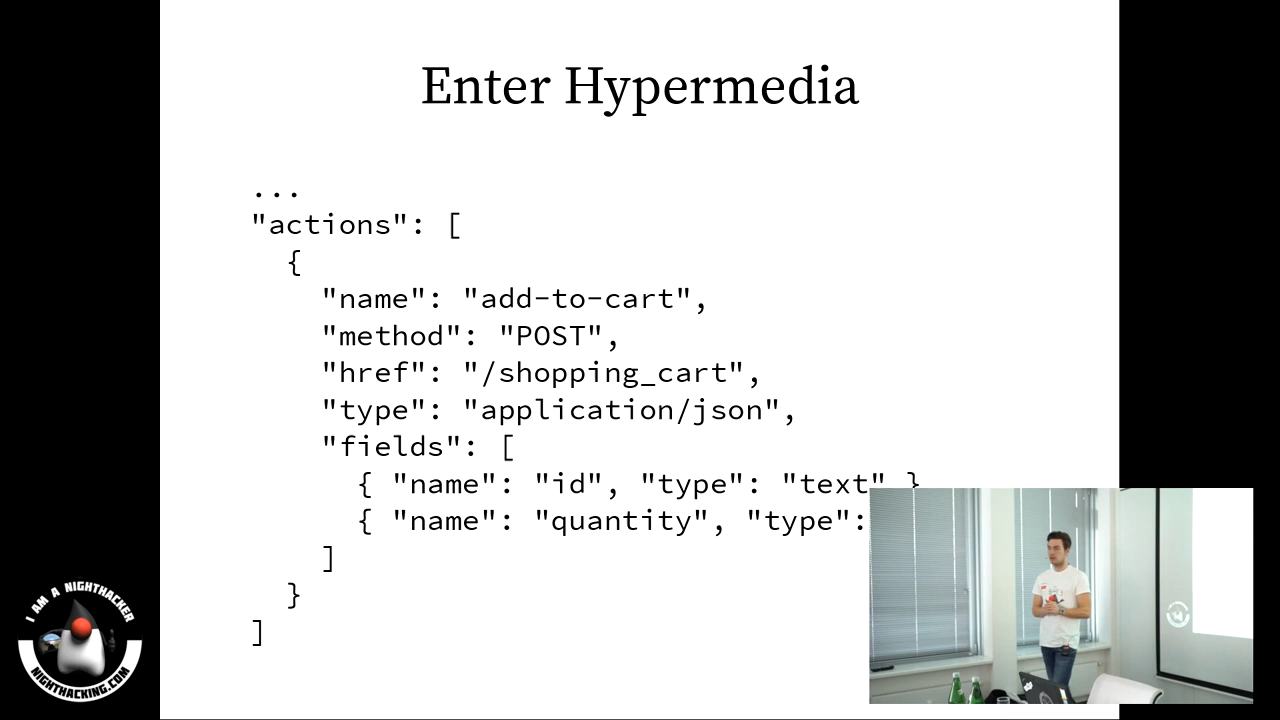 Enter Hypermedia
...
"actions": [
{
"name": "add-to-cart",
"method": "POST",
"href": "/shopping_cart",
"type": "application/json",
"fields": [
{ "name": "id", "type": "text" }
{ "name": "quantity", "type":
]
}
]
I AM A NIGHTHACKER
NIGHTHACKING.COM